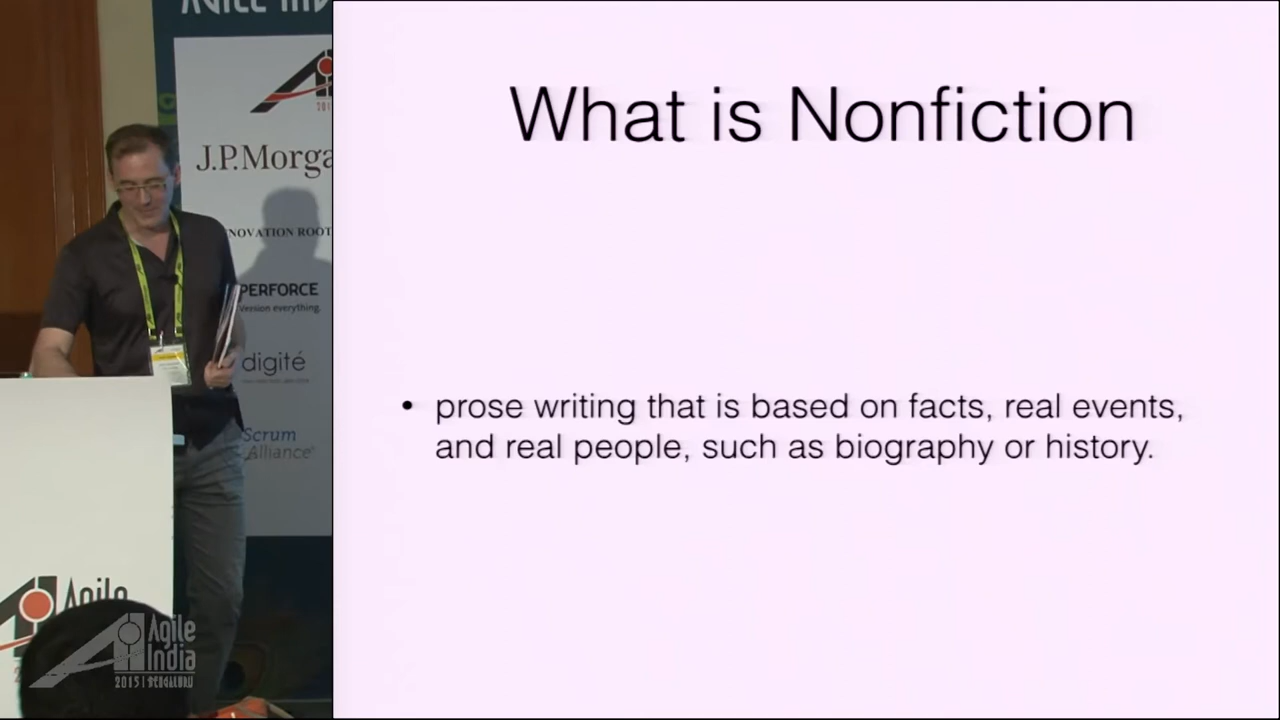 What is Nonfiction
• prose writing that is based on facts, real events,
and real people, such as biography or history.
J.P.Morga
NOVATION ROOT
PERFORCE
Version everything.
digité
Scrum
Alliance
Agile
Agile
India
2015 | BENGALURU